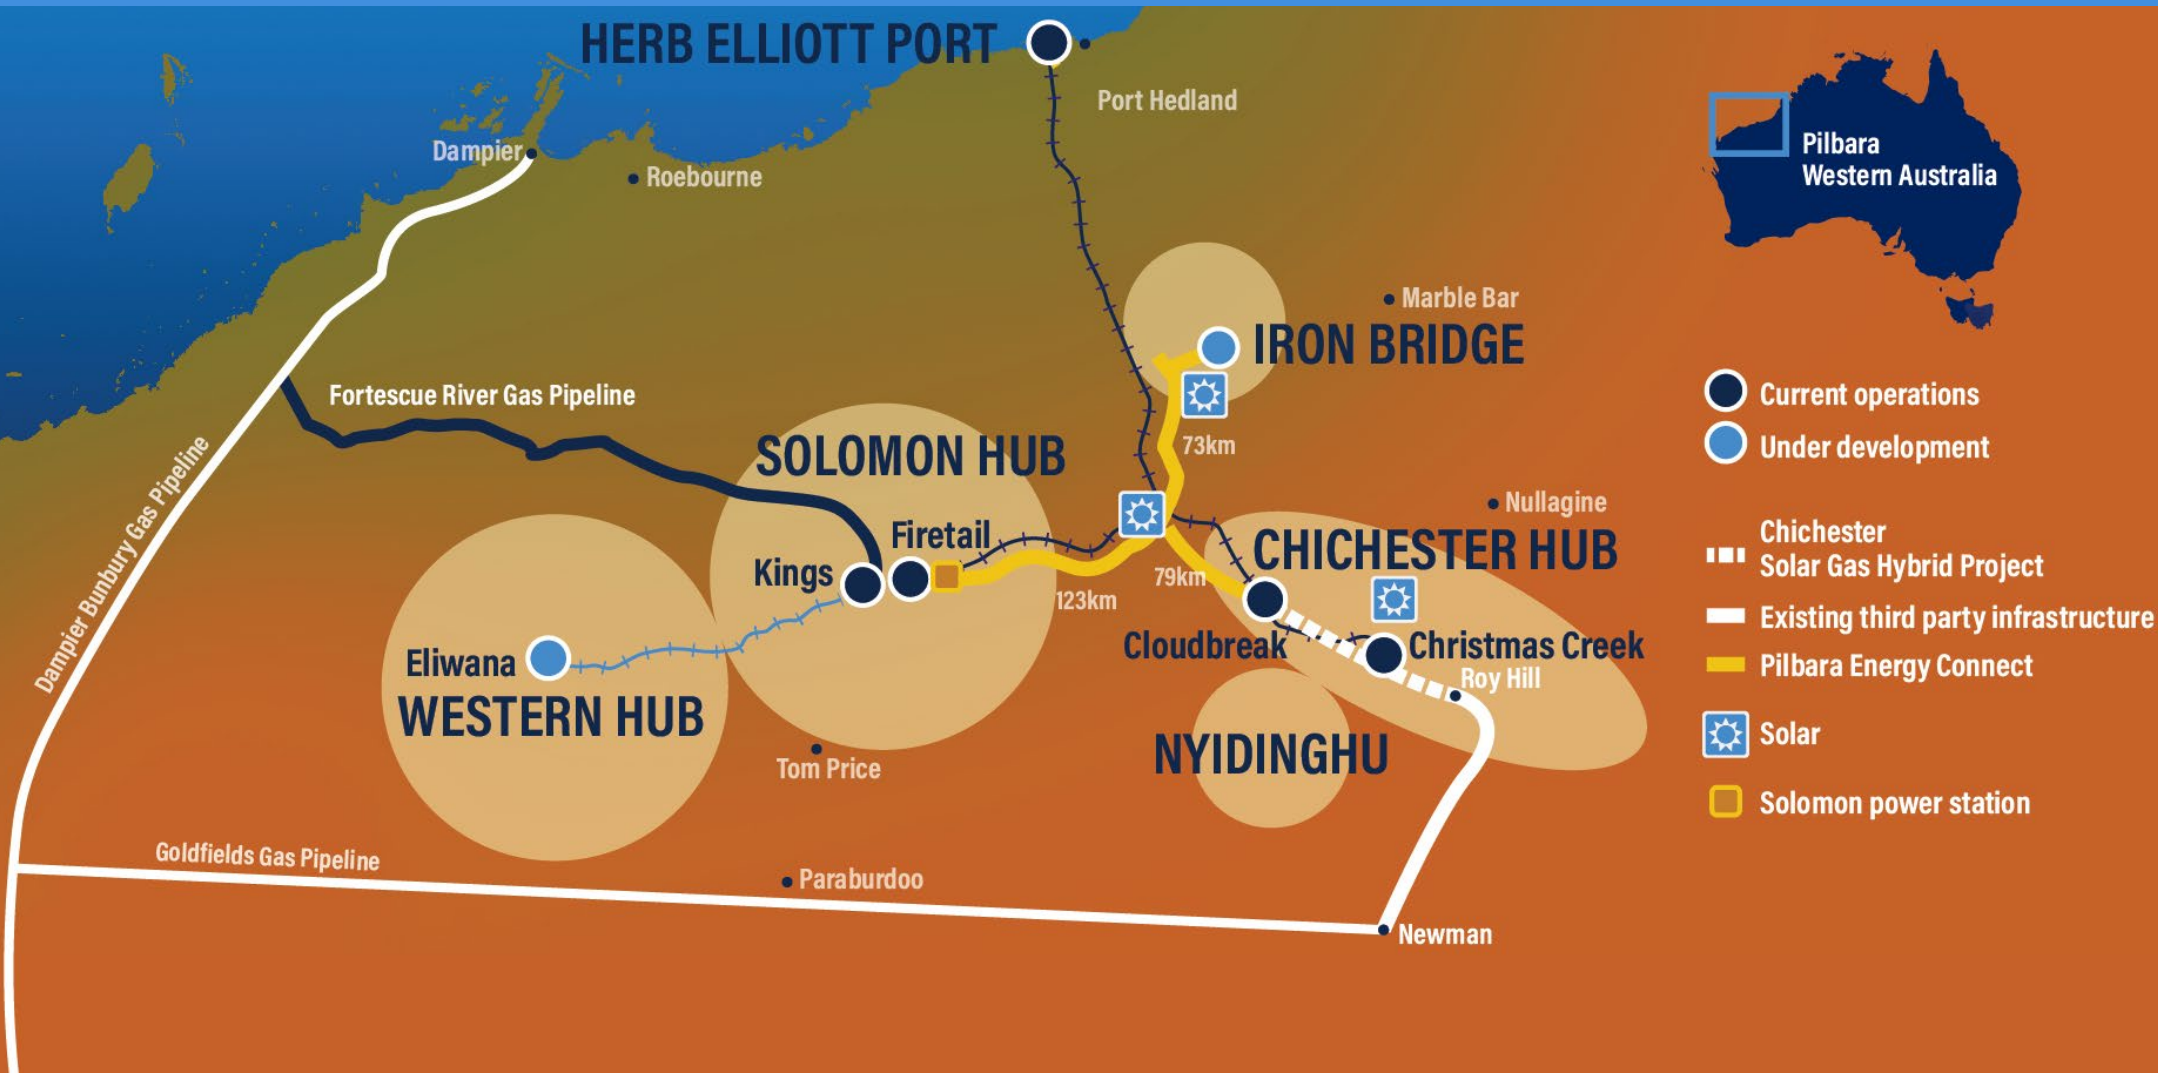 HERB ELLIOTT PORT
Port Hedland
Dampier
Roebourne
Pilbara
Western Australia
Marble Bar
IRON BRIDGE
Fortescue River Gas Pipeline
Current operations
Under development
SOLOMON HUB
73km
Nullagine
Dampier Bunbury Gas Pipeline
Firetail
Kings
CHICHESTER HUB
79km
123km
Chichester
Solar Gas Hybrid Project
Existing third party infrastructure
Cloudbreak
Christmas Creek
Roy Hill
Eliwana
WESTERN HUB
Pilbara Energy Connect
NYIDINGHU
Solar
Tom Price
Solomon power station
Goldfields Gas Pipeline
Paraburdoo
Newman